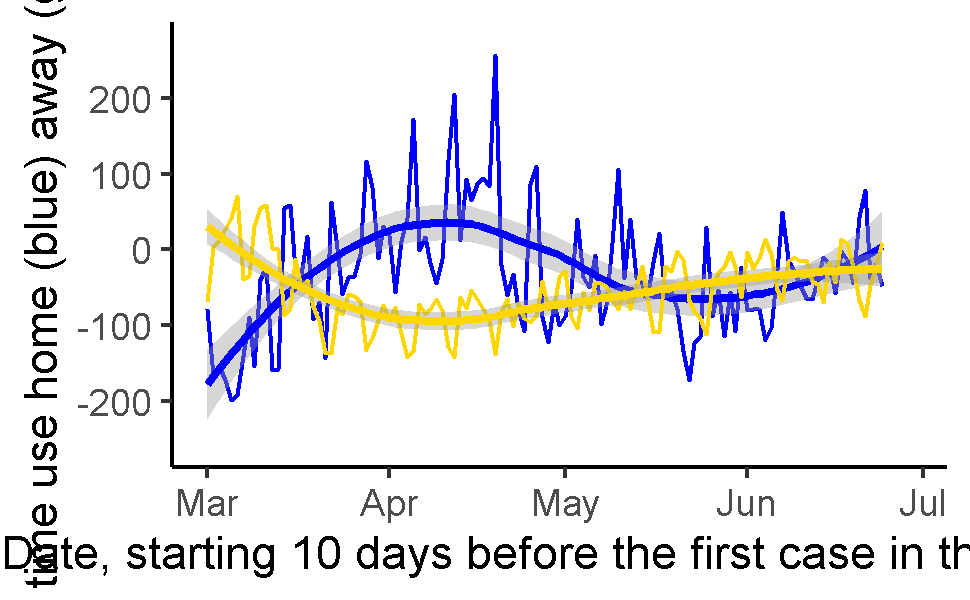 time use home (blue) away (
200
100
0
-100
-200
Mar Apr May Jun Jul
Date, starting 10 days before the first case in